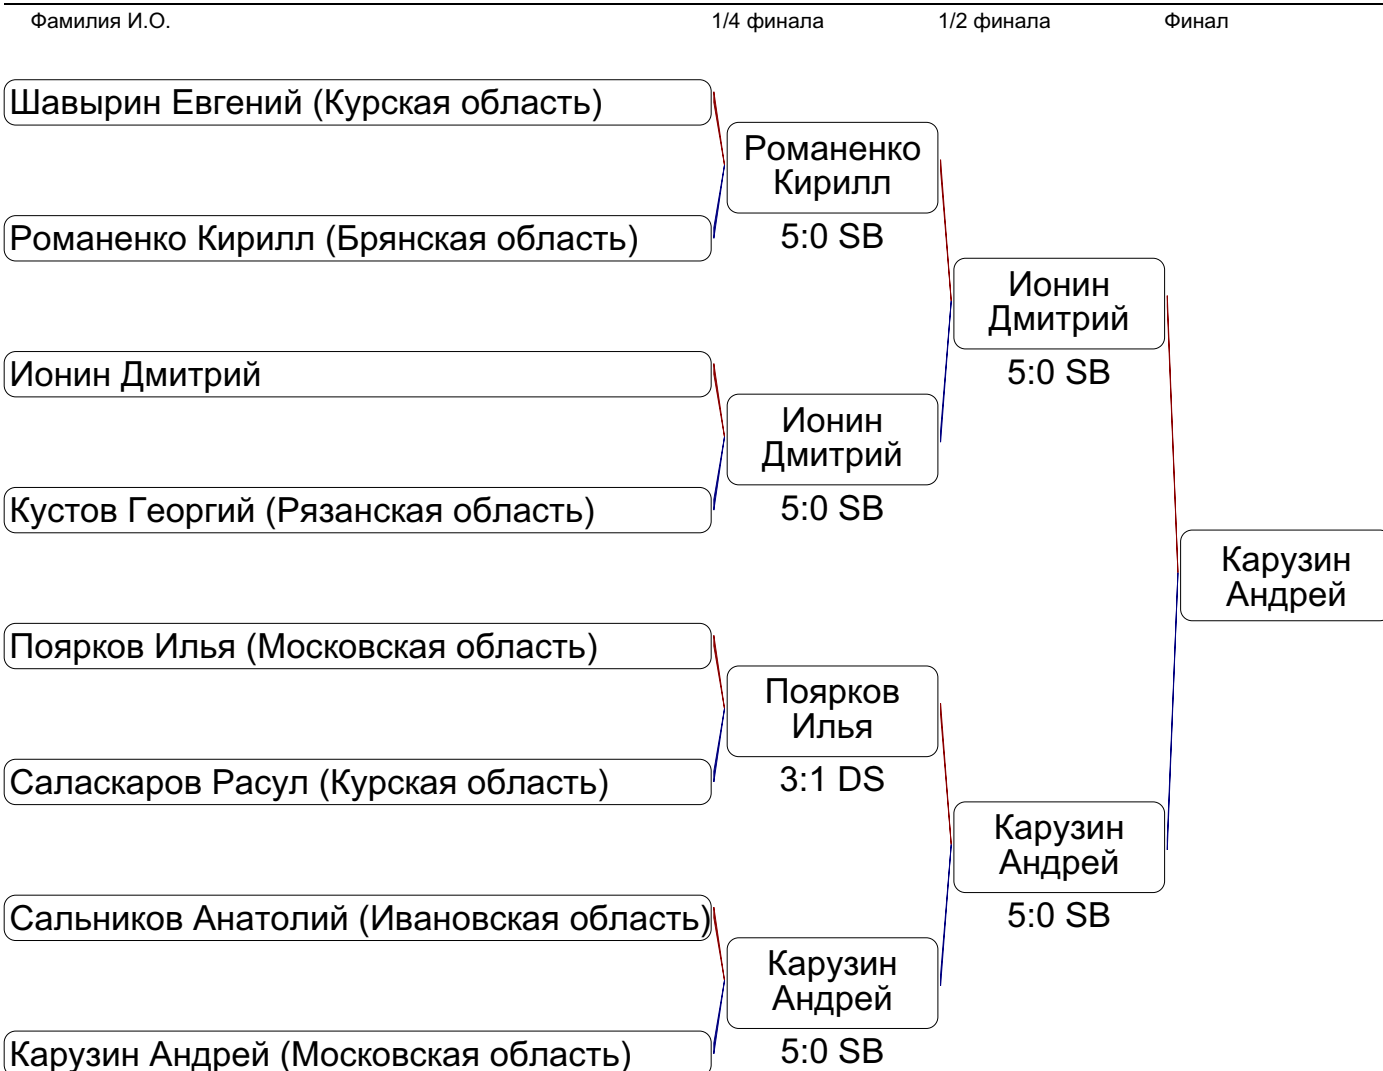 Фамилия И.О. 1/4 финала 1/2 финала Финал
Шавырин Евгений (Курская область)
Романенко
Кирилл
5:0 SB
Романенко Кирилл (Брянская область)
Ионин
Дмитрий
5:0 SB
Ионин Дмитрий
Ионин
Дмитрий
5:0 SB
Кустов Георгий (Рязанская область)
Карузин
Андрей
Поярков Илья (Московская область)
Поярков
Илья
3:1 DS
Саласкаров Расул (Курская область)
Карузин
Андрей
5:0 SB
Сальников Анатолий (Ивановская область)
Карузин
Андрей
5:0 SB
Карузин Андрей (Московская область)